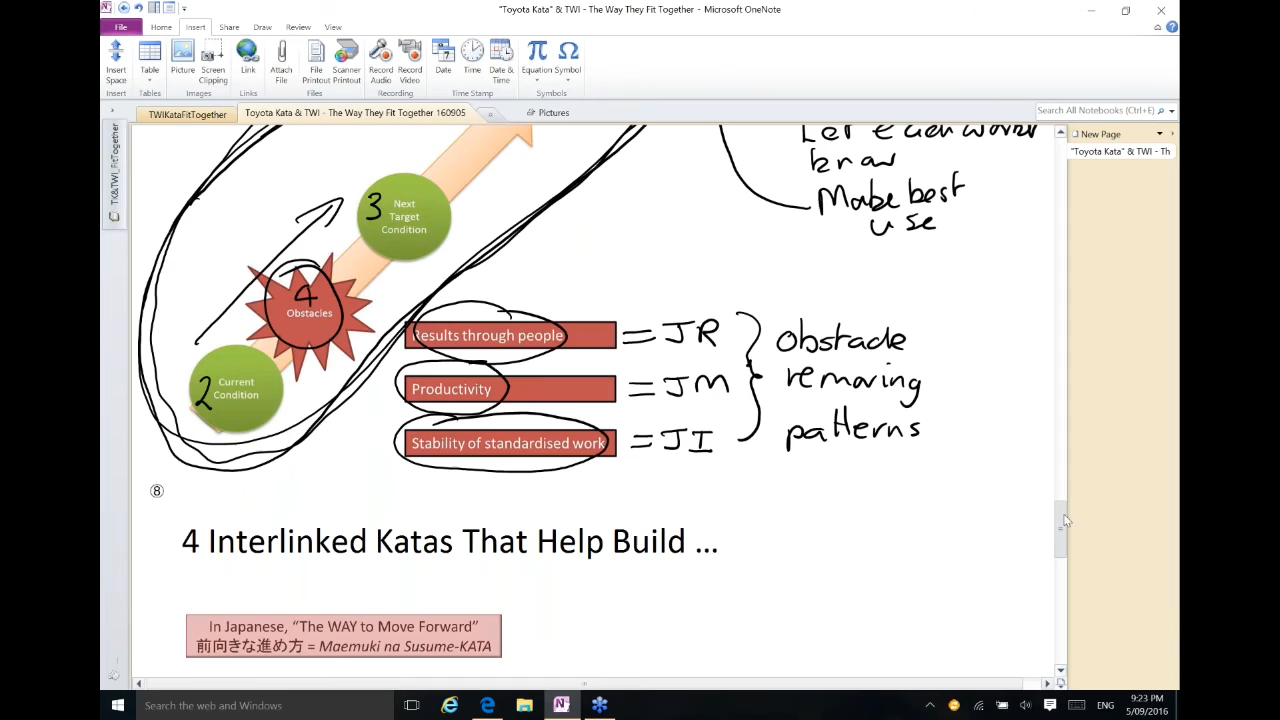 "Toyota Kata" & TWI - The Way They Fit Together - Microsoft OneNote
File Home Insert Share Draw Review View
Insert Space
Table
Picture
Screen Clipping
Link
Attach File
File Printout
Scanner Printout
Record Audio
Record Video
Date
Time
Date & Time
Equation
Symbol
Insert Tables Images Links Files Recording Time Stamp Symbols
TWIKataFitTogether
Toyota Kata & TWI - The Way They Fit Together 160905
Pictures
Search All Notebooks (Ctrl+E)
New Page
"Toyota Kata" & TWI - Th
TK&TWI_FitTogether
Let each worker
know
Make best
use
3
Next
Target
Condition
4
Obstacles
2
Current
Condition
Results through people = JR
Productivity = JM
Stability of standardised work = JI
obstacle
removing
patterns
⑧
4 Interlinked Katas That Help Build ...
In Japanese, “The WAY to Move Forward”
前向きな進め方 = Maemuki na Susume-KATA
Search the web and Windows
ENG
9:23 PM
5/09/2016